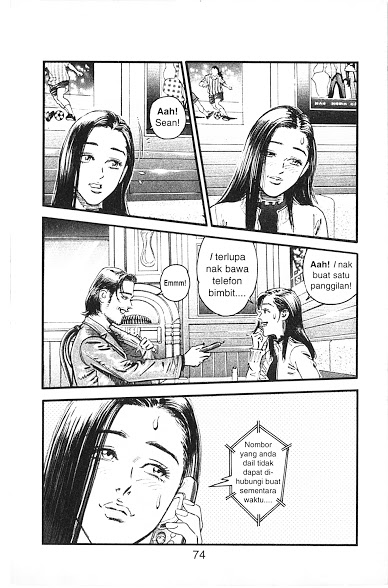 Aah!
Sean!
Aah! I nak
buat satu
panggilan!
I terlupa
nak bawa
telefon
bimbit....
Emmm!
Nombor
yang anda
dail tidak
dapat di-
hubungi buat
sementara
waktu....
74